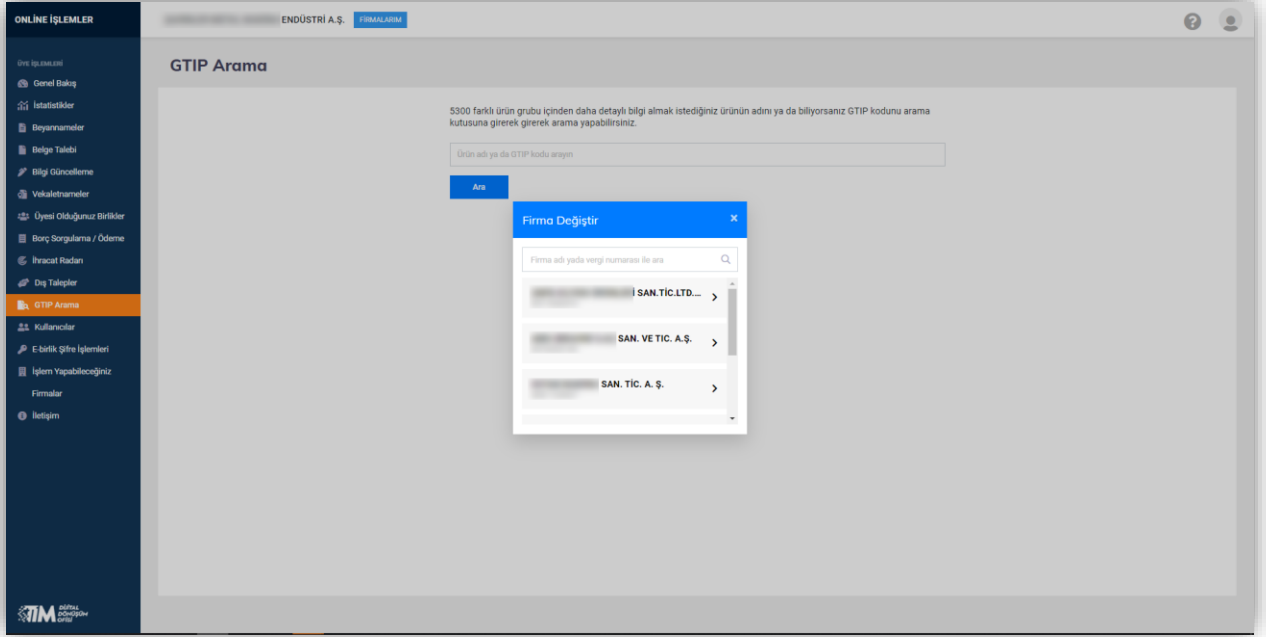 ONLİNE İŞLEMLER
ENDÜSTRİ A.Ş. FİRMALARIM
ÜYE İŞLEMLERİ
Genel Bakış
İstatistikler
Beyannameler
Belge Talebi
Bilgi Güncelleme
Vekaletnameler
Üyesi Olduğunuz Birlikler
Borç Sorgulama / Ödeme
İhracat Radarı
Dış Talepler
GTIP Arama
Kullanıcılar
E-birlik Şifre İşlemleri
İşlem Yapabileceğiniz
Firmalar
İletişim
TİM DİJİTAL
DÖNÜŞÜM
OFİSİ
GTIP Arama
5300 farklı ürün grubu içinden daha detaylı bilgi almak istediğiniz ürünün adını ya da biliyorsanız GTIP kodunu arama
kutusuna girerek girerek arama yapabilirsiniz.
Ürün adı ya da GTIP kodu arayın
Ara
Firma Değiştir ×
Firma adı yada vergi numarası ile ara
İ SAN.TİC.LTD....
SAN. VE TIC. A.Ş.
SAN. TİC. A. Ş.